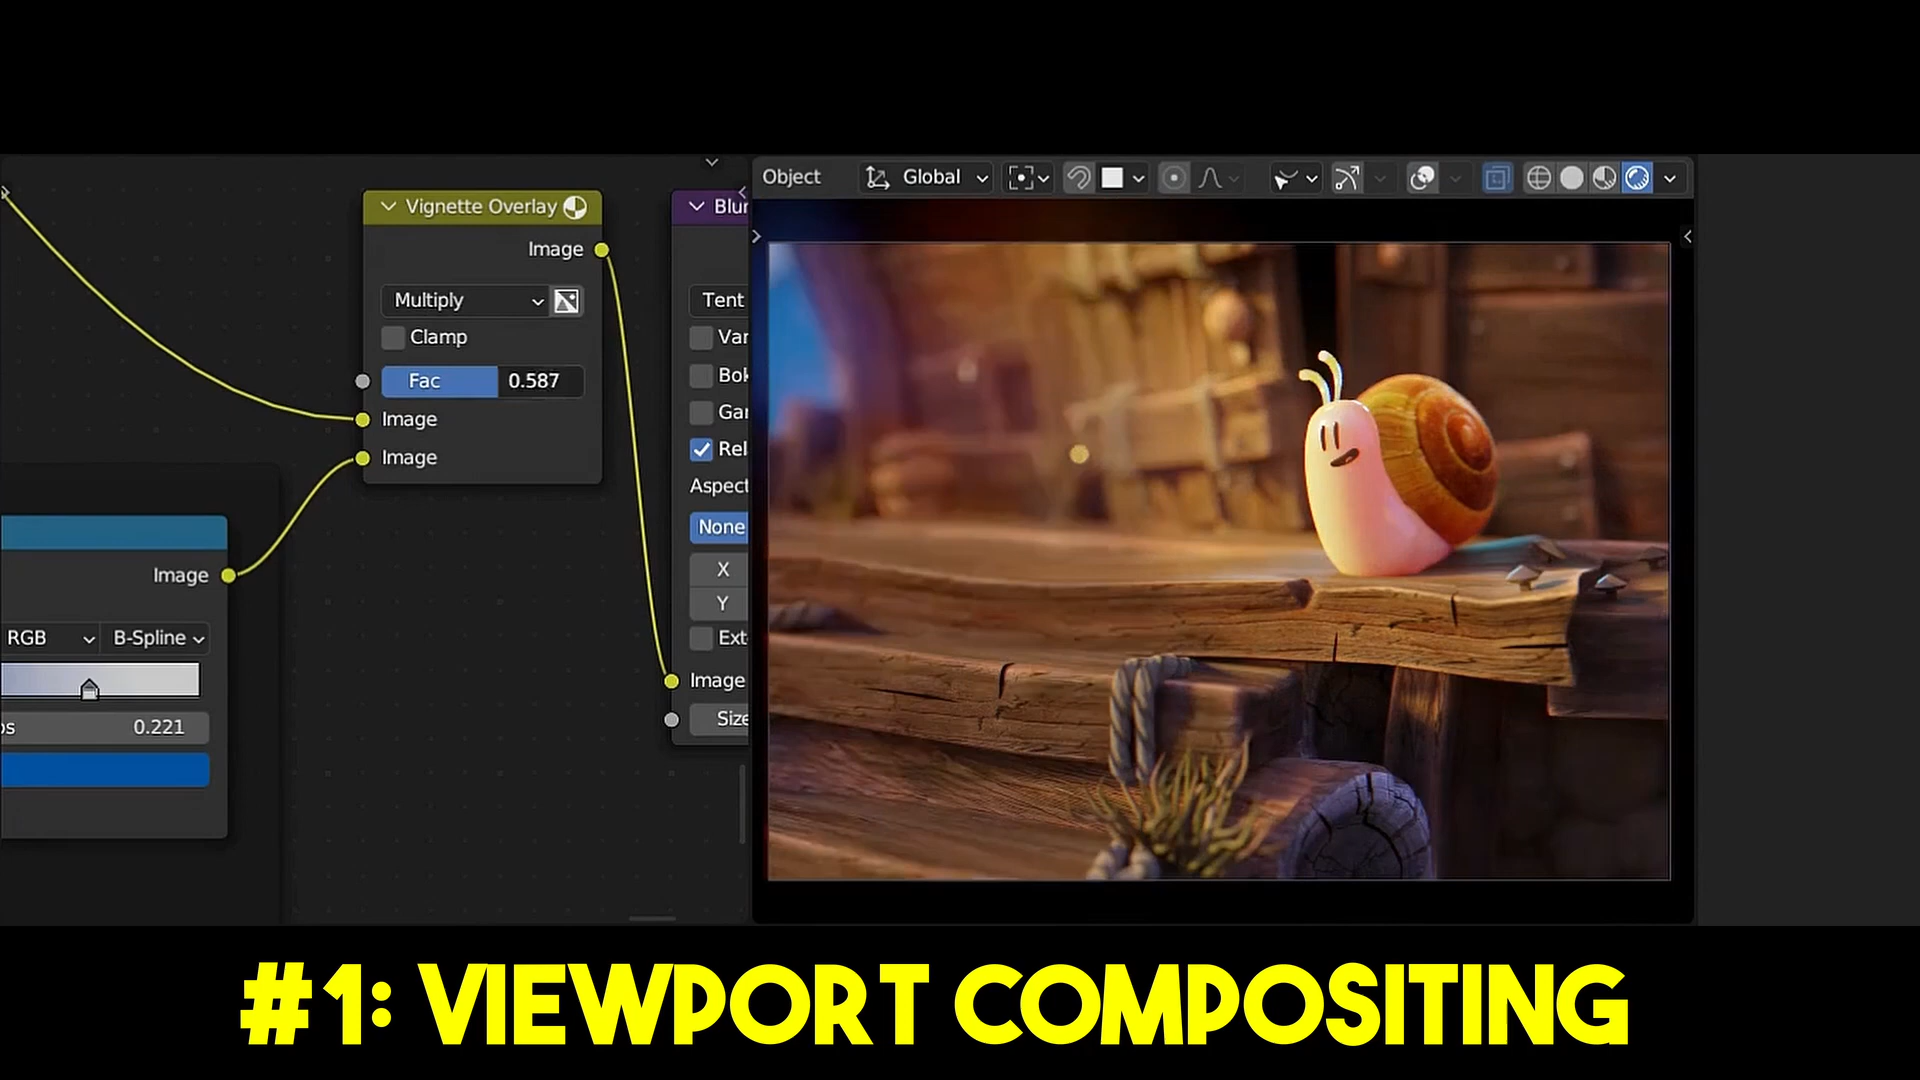 Vignette Overlay
Image
Multiply
Clamp
Fac 0.587
Image
Image
Image
RGB B-Spline
0.221
Tent
None
X
Y
Image
Size
Object Global
#1: VIEWPORT COMPOSITING